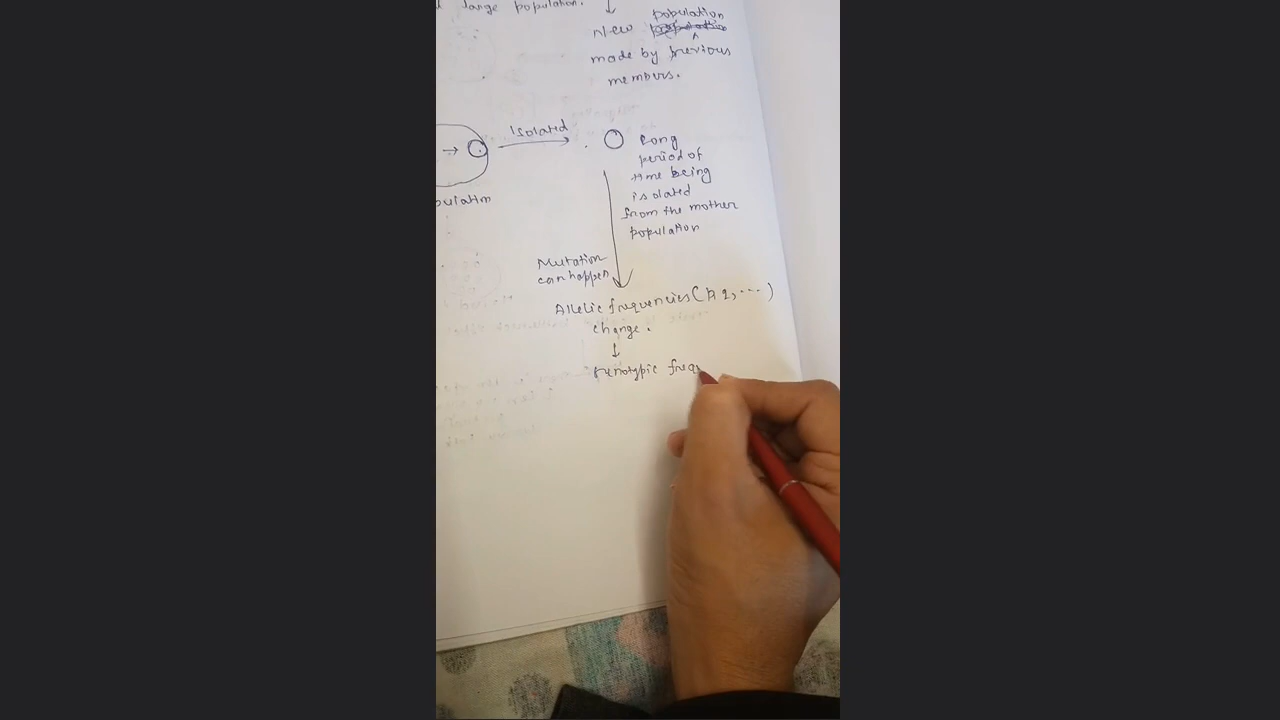 large population.
population
New
made by previous
members.
Isolated
Long
period of
time being
isolated
from the mother
population
Mutation
can happen
Allelic frequencies (p, q, ....)
change.
Genotypic freq